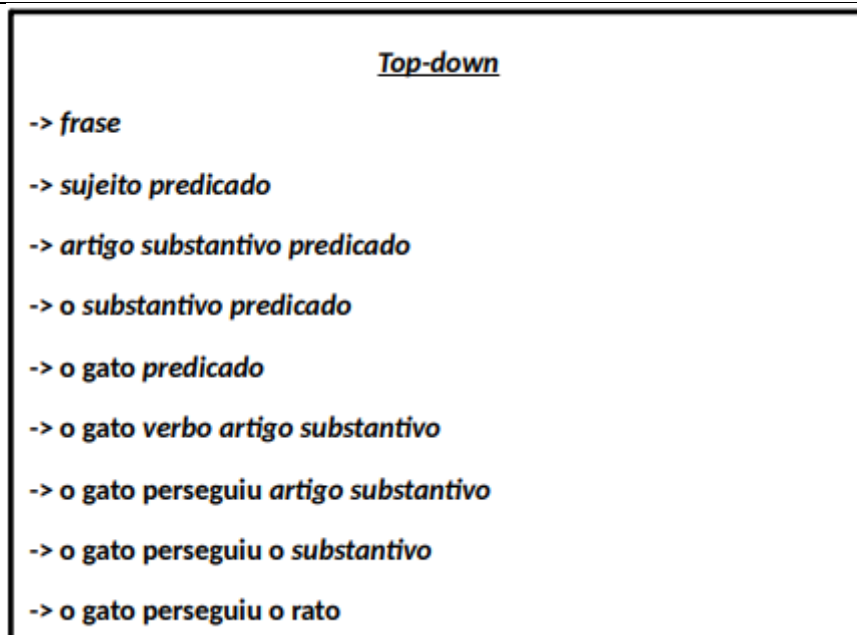 Top-down
-> frase
-> sujeito predicado
-> artigo substantivo predicado
-> o substantivo predicado
-> o gato predicado
-> o gato verbo artigo substantivo
-> o gato perseguiu artigo substantivo
-> o gato perseguiu o substantivo
-> o gato perseguiu o rato